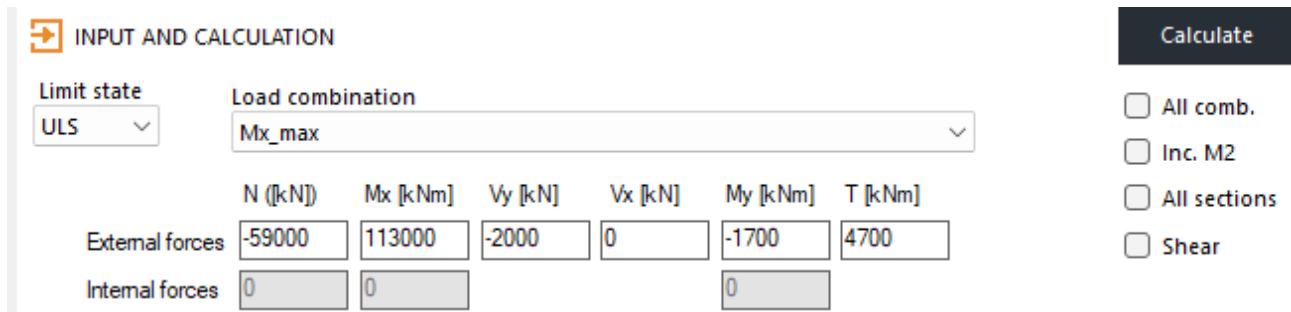 INPUT AND CALCULATION
Calculate
Limit state
Load combination
ULS
Mx_max
All comb.
Inc. M2
All sections
Shear
N ([kN]) Mx [kNm] Vy [kN] Vx [kN] My [kNm] T [kNm]
External forces -59000 113000 -2000 0 -1700 4700
Internal forces 0 0 0